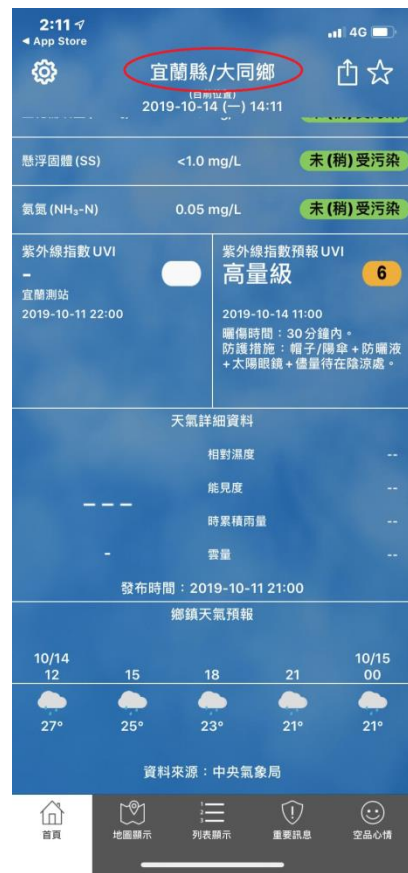 2:11
4G
◀ App Store
宜蘭縣/大同鄉
(目前位置)
2019-10-14 (一) 14:11
懸浮固體(SS) <1.0 mg/L 未(稍)受污染
氨氮(NH₃-N) 0.05 mg/L 未(稍)受污染
紫外線指數UVI
-
宜蘭測站
2019-10-11 22:00
紫外線指數預報UVI
高量級 6
2019-10-14 11:00
曬傷時間：30分鐘內。
防護措施：帽子/陽傘+防曬液
+太陽眼鏡+儘量待在陰涼處。
天氣詳細資料
---
-
相對濕度 --
能見度 --
時累積雨量 --
雲量 --
發布時間：2019-10-11 21:00
鄉鎮天氣預報
10/14 10/15
12 15 18 21 00
27° 25° 23° 21° 21°
資料來源：中央氣象局
首頁 地圖顯示 列表顯示 重要訊息 空品心情